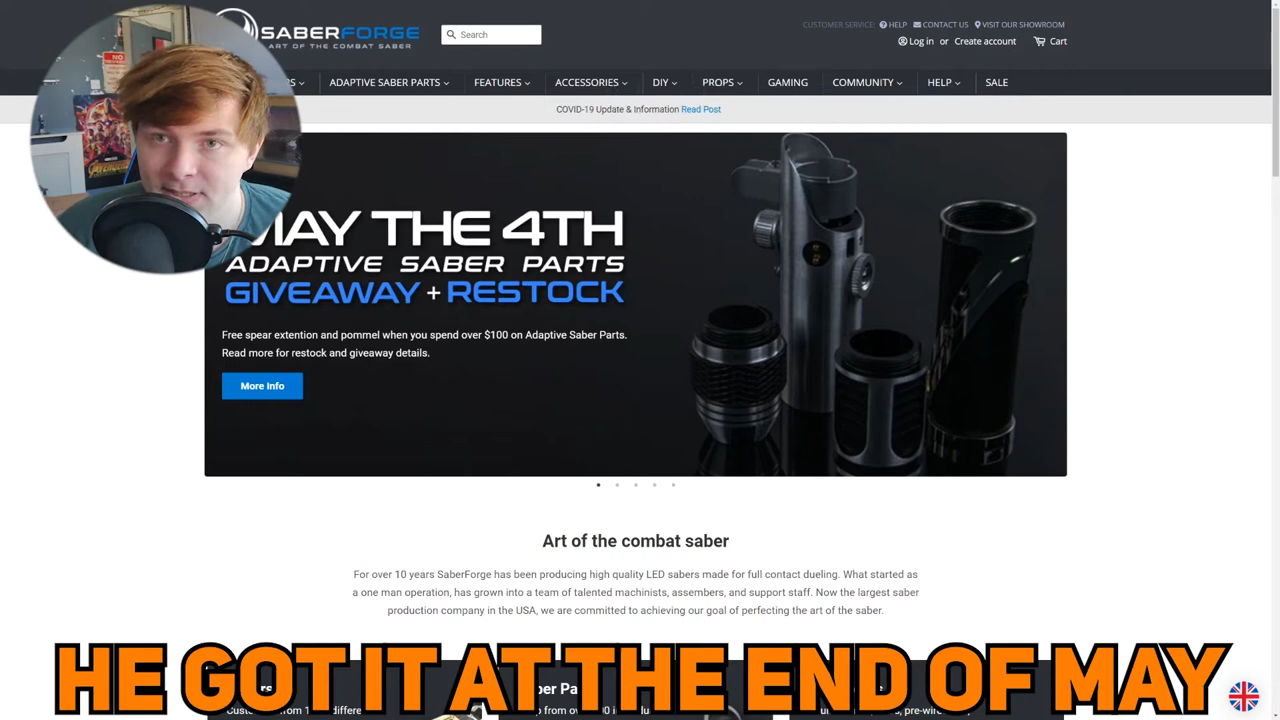 SABERFORGE
ART OF THE COMBAT SABER
Search
CUSTOMER SERVICE: HELP CONTACT US VISIT OUR SHOWROOM
Log in or Create account Cart
ADAPTIVE SABER PARTS FEATURES ACCESSORIES DIY PROPS GAMING COMMUNITY HELP SALE
COVID-19 Update & Information Read Post
MAY THE 4TH
ADAPTIVE SABER PARTS
GIVEAWAY + RESTOCK
Free spear extention and pommel when you spend over $100 on Adaptive Saber Parts.
Read more for restock and giveaway details.
More Info
Art of the combat saber
For over 10 years SaberForge has been producing high quality LED sabers made for full contact dueling. What started as
a one man operation, has grown into a team of talented machinists, assembers, and support staff. Now the largest saber
production company in the USA, we are committed to achieving our goal of perfecting the art of the saber.
HE GOT IT AT THE END OF MAY